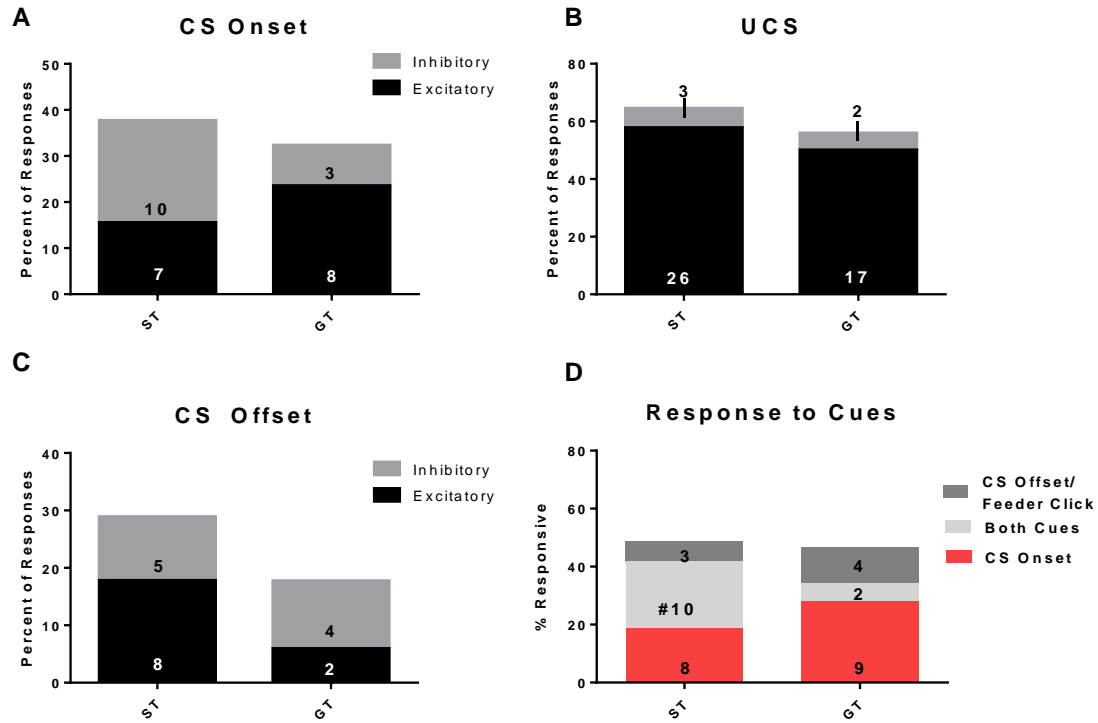 A
CS Onset
Percent of Responses
50
40
30
20
10
0
10
7
3
8
ST
GT
Inhibitory
Excitatory
B
UCS
Percent of Responses
80
60
40
20
0
3
26
2
17
ST
GT
C
CS Offset
Percent of Responses
40
30
20
10
0
5
8
4
2
ST
GT
Inhibitory
Excitatory
D
Response to Cues
% Responsive
80
60
40
20
0
3
#10
8
4
2
9
ST
GT
CS Offset/
Feeder Click
Both Cues
CS Onset